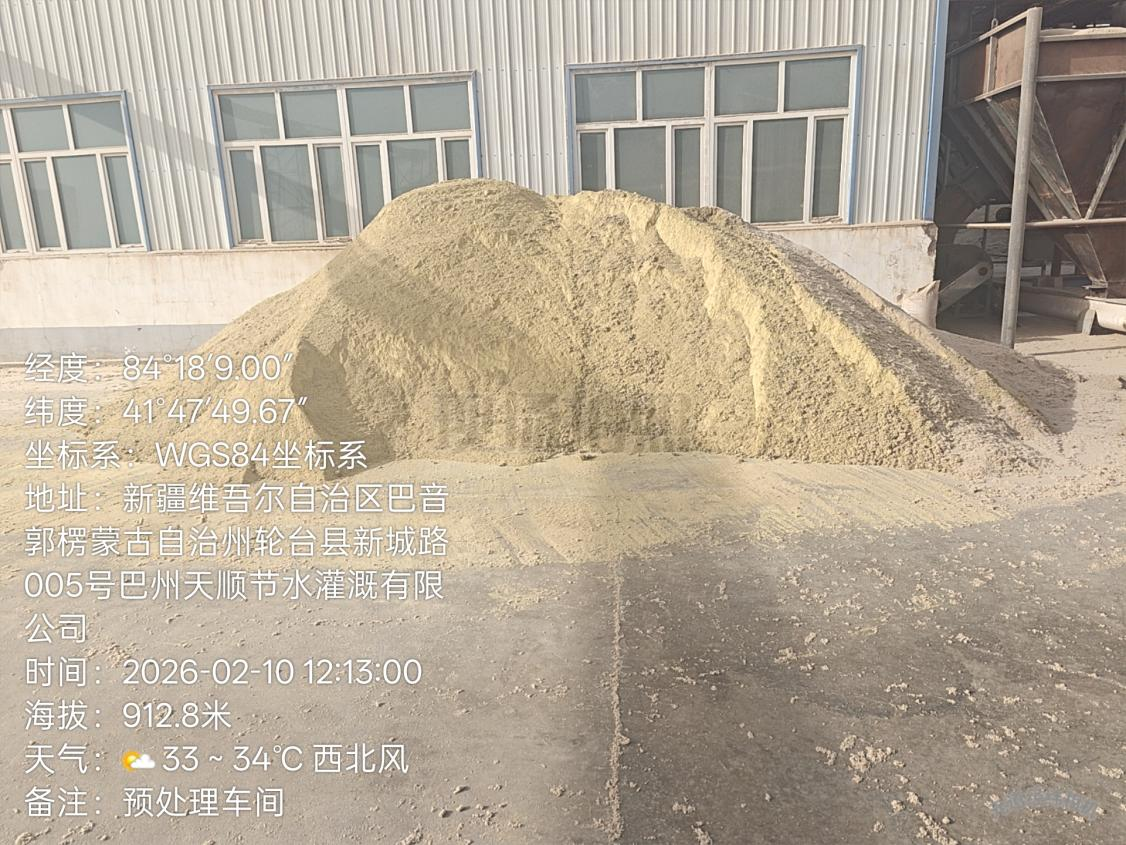 经度：84°18′9.00″
纬度：41°47′49.67″
坐标系：WGS84坐标系
地址：新疆维吾尔自治区巴音
郭楞蒙古自治州轮台县新城路
005号巴州天顺节水灌溉有限
公司
时间：2026-02-10 12:13:00
海拔：912.8米
天气：33 ~ 34℃ 西北风
备注：预处理车间